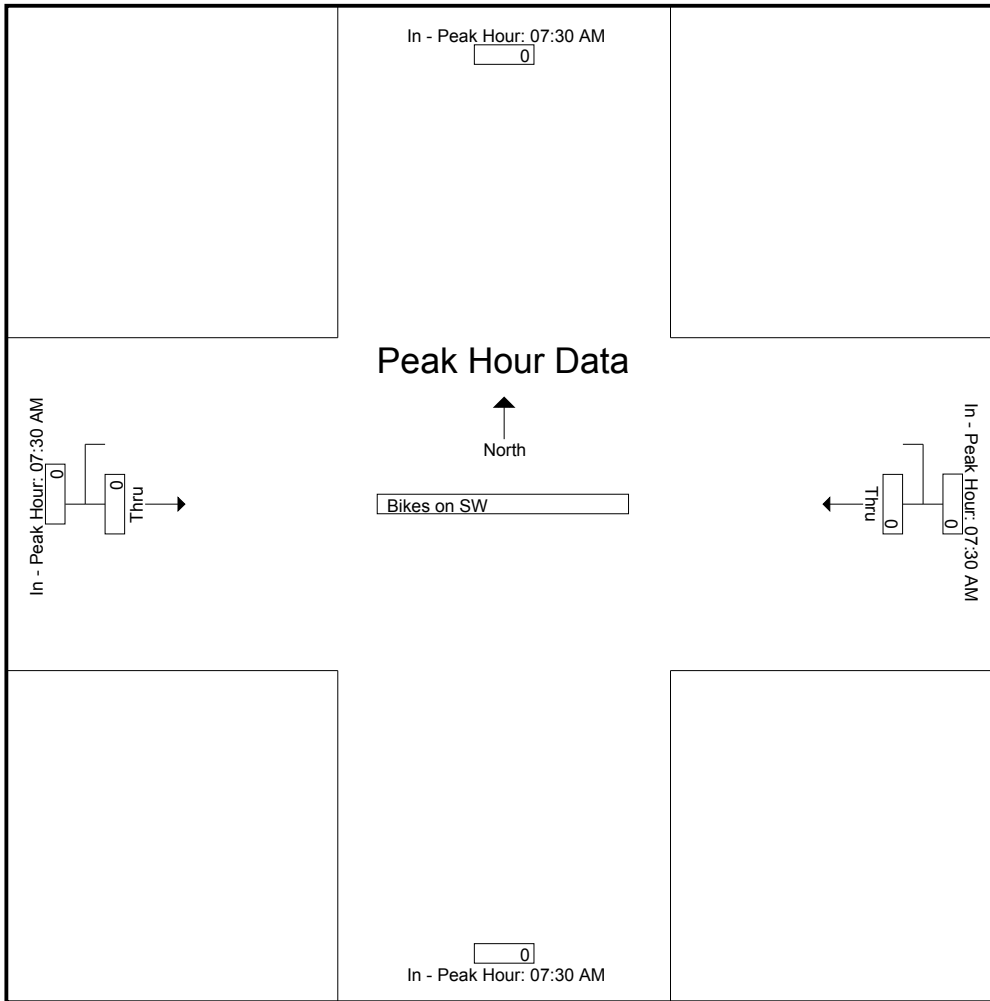 In - Peak Hour: 07:30 AM
0
Peak Hour Data
North
In - Peak Hour: 07:30 AM
0
0
Thru
Bikes on SW
Thru
0
0
In - Peak Hour: 07:30 AM
0
In - Peak Hour: 07:30 AM